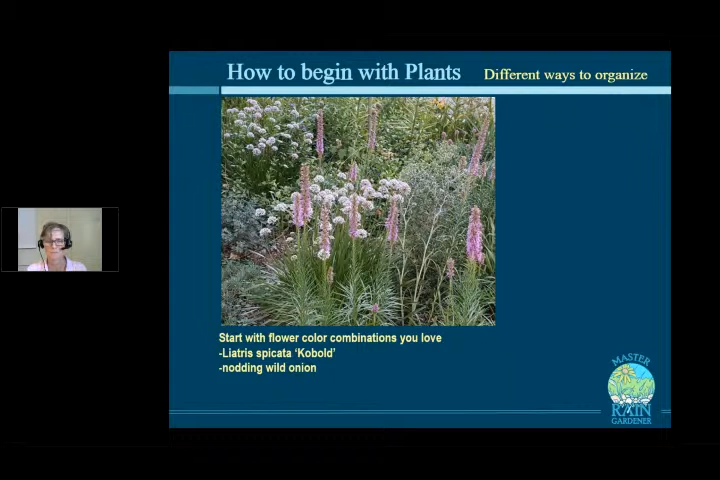 How to begin with Plants
Different ways to organize
Start with flower color combinations you love
-Liatris spicata ‘Kobold’
-nodding wild onion
MASTER
RAIN
GARDENER